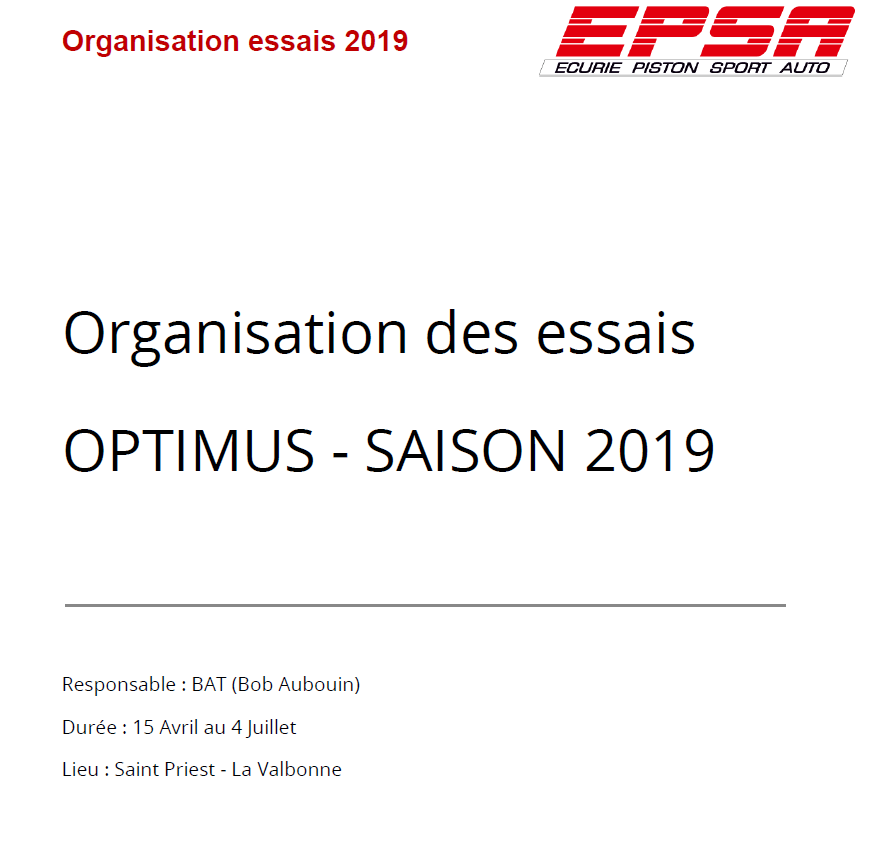 Organisation essais 2019
EPSA
ECURIE PISTON SPORT AUTO
Organisation des essais
OPTIMUS - SAISON 2019
Responsable : BAT (Bob Aubouin)
Durée : 15 Avril au 4 Juillet
Lieu : Saint Priest - La Valbonne